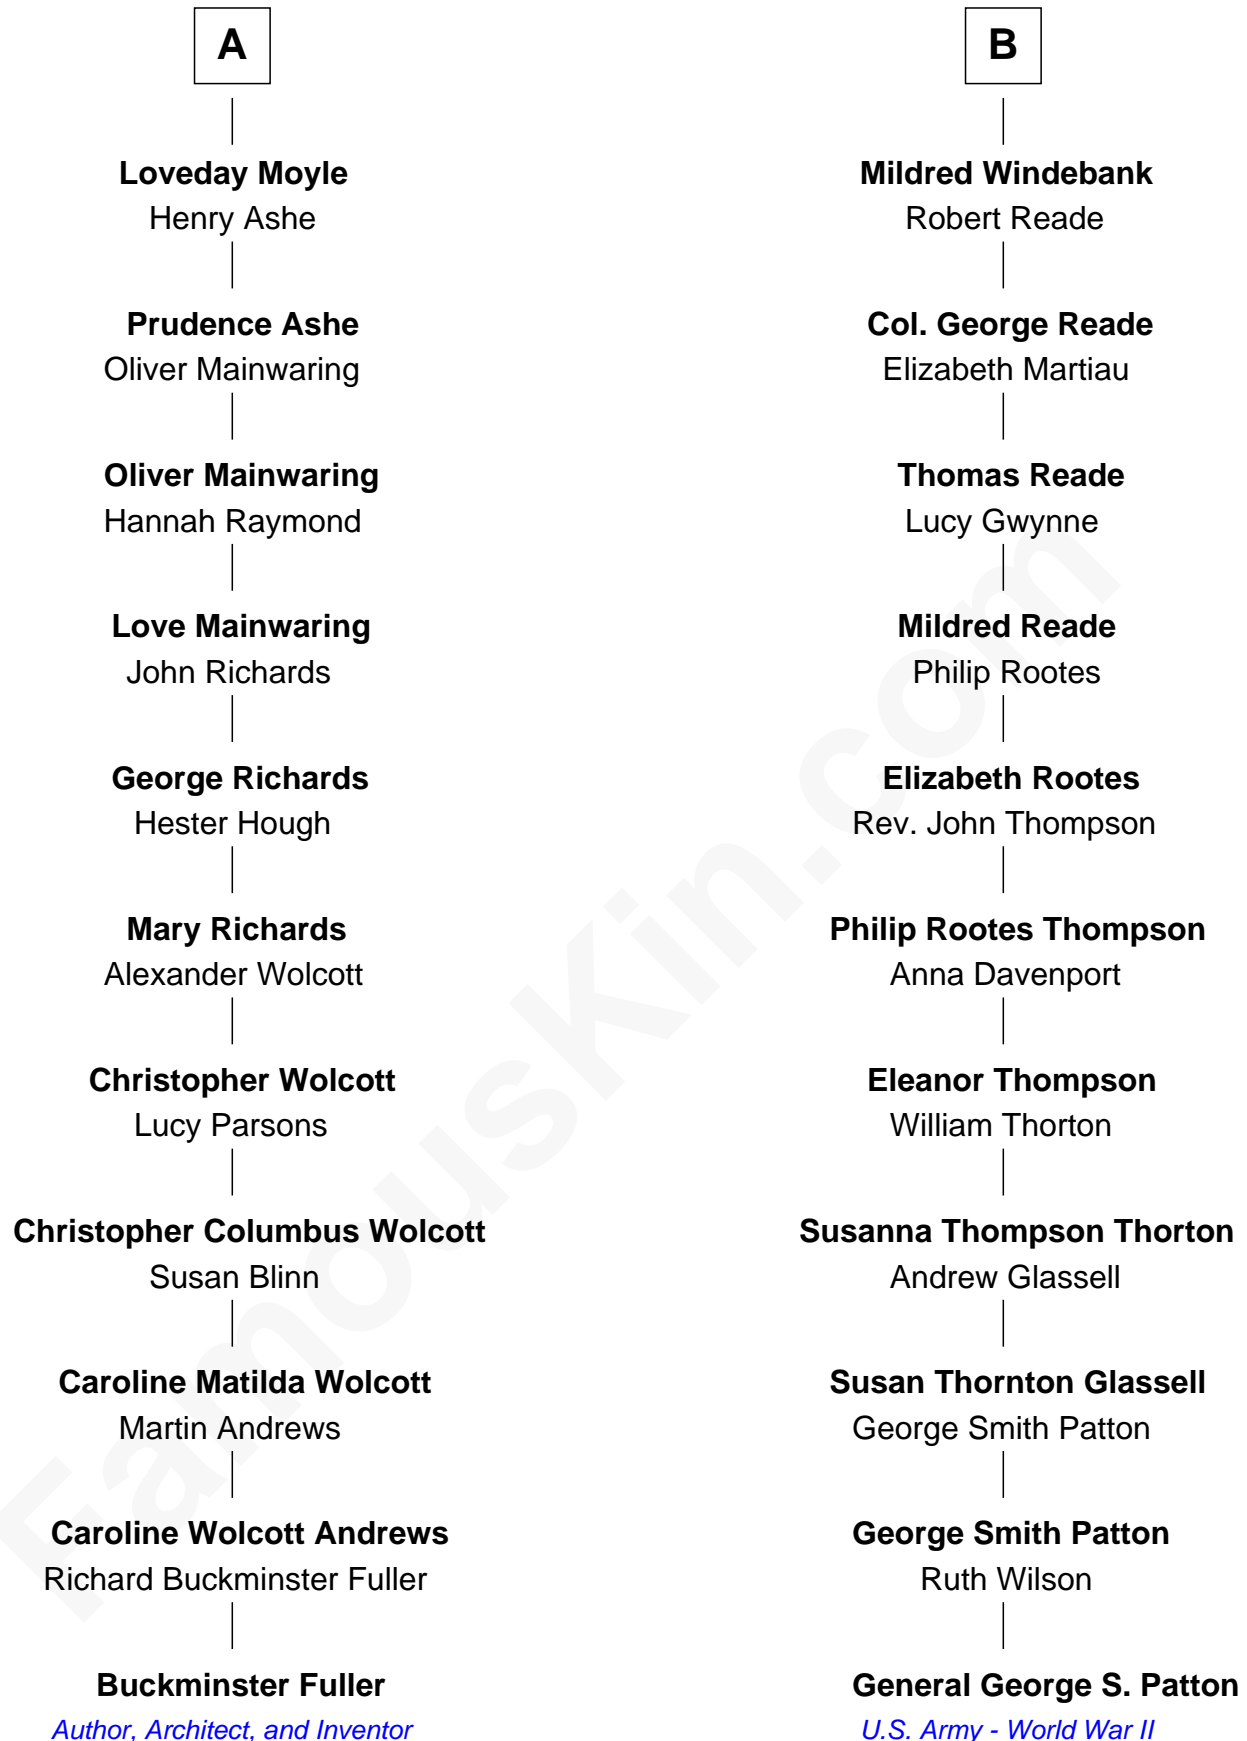 A
Loveday Moyle
Henry Ashe
Prudence Ashe
Oliver Mainwaring
Oliver Mainwaring
Hannah Raymond
Love Mainwaring
John Richards
George Richards
Hester Hough
Mary Richards
Alexander Wolcott
Christopher Wolcott
Lucy Parsons
Christopher Columbus Wolcott
Susan Blinn
Caroline Matilda Wolcott
Martin Andrews
Caroline Wolcott Andrews
Richard Buckminster Fuller
Buckminster Fuller
Author, Architect, and Inventor
B
Mildred Windebank
Robert Reade
Col. George Reade
Elizabeth Martiau
Thomas Reade
Lucy Gwynne
Mildred Reade
Philip Rootes
Elizabeth Rootes
Rev. John Thompson
Philip Rootes Thompson
Anna Davenport
Eleanor Thompson
William Thorton
Susanna Thompson Thorton
Andrew Glassell
Susan Thornton Glassell
George Smith Patton
George Smith Patton
Ruth Wilson
General George S. Patton
U.S. Army - World War II
FamousKin.com